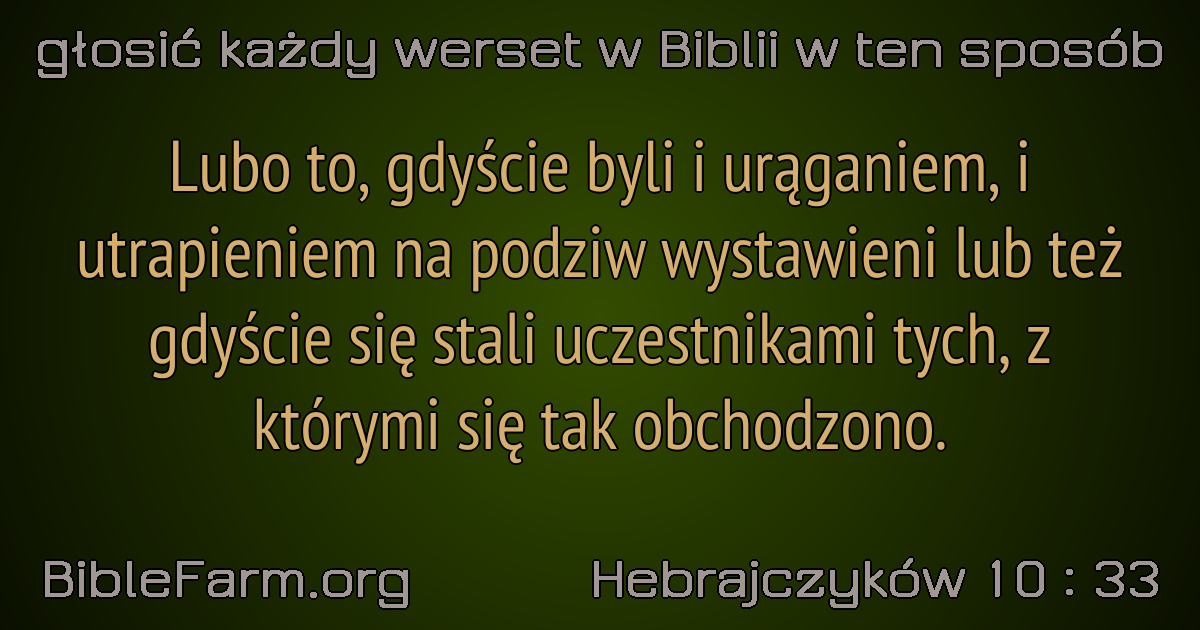 głosić każdy werset w Biblii w ten sposób
Lubo to, gdyście byli i urąganiem, i
utrapieniem na podziw wystawieni lub też
gdyście się stali uczestnikami tych, z
którymi się tak obchodzono.
BibleFarm.org
Hebrajczyków 10 : 33